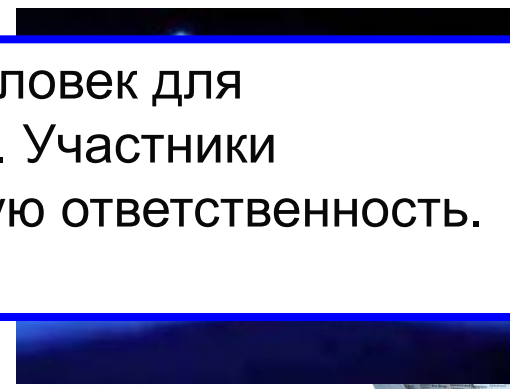 ловек для
. Участники
ую ответственность.